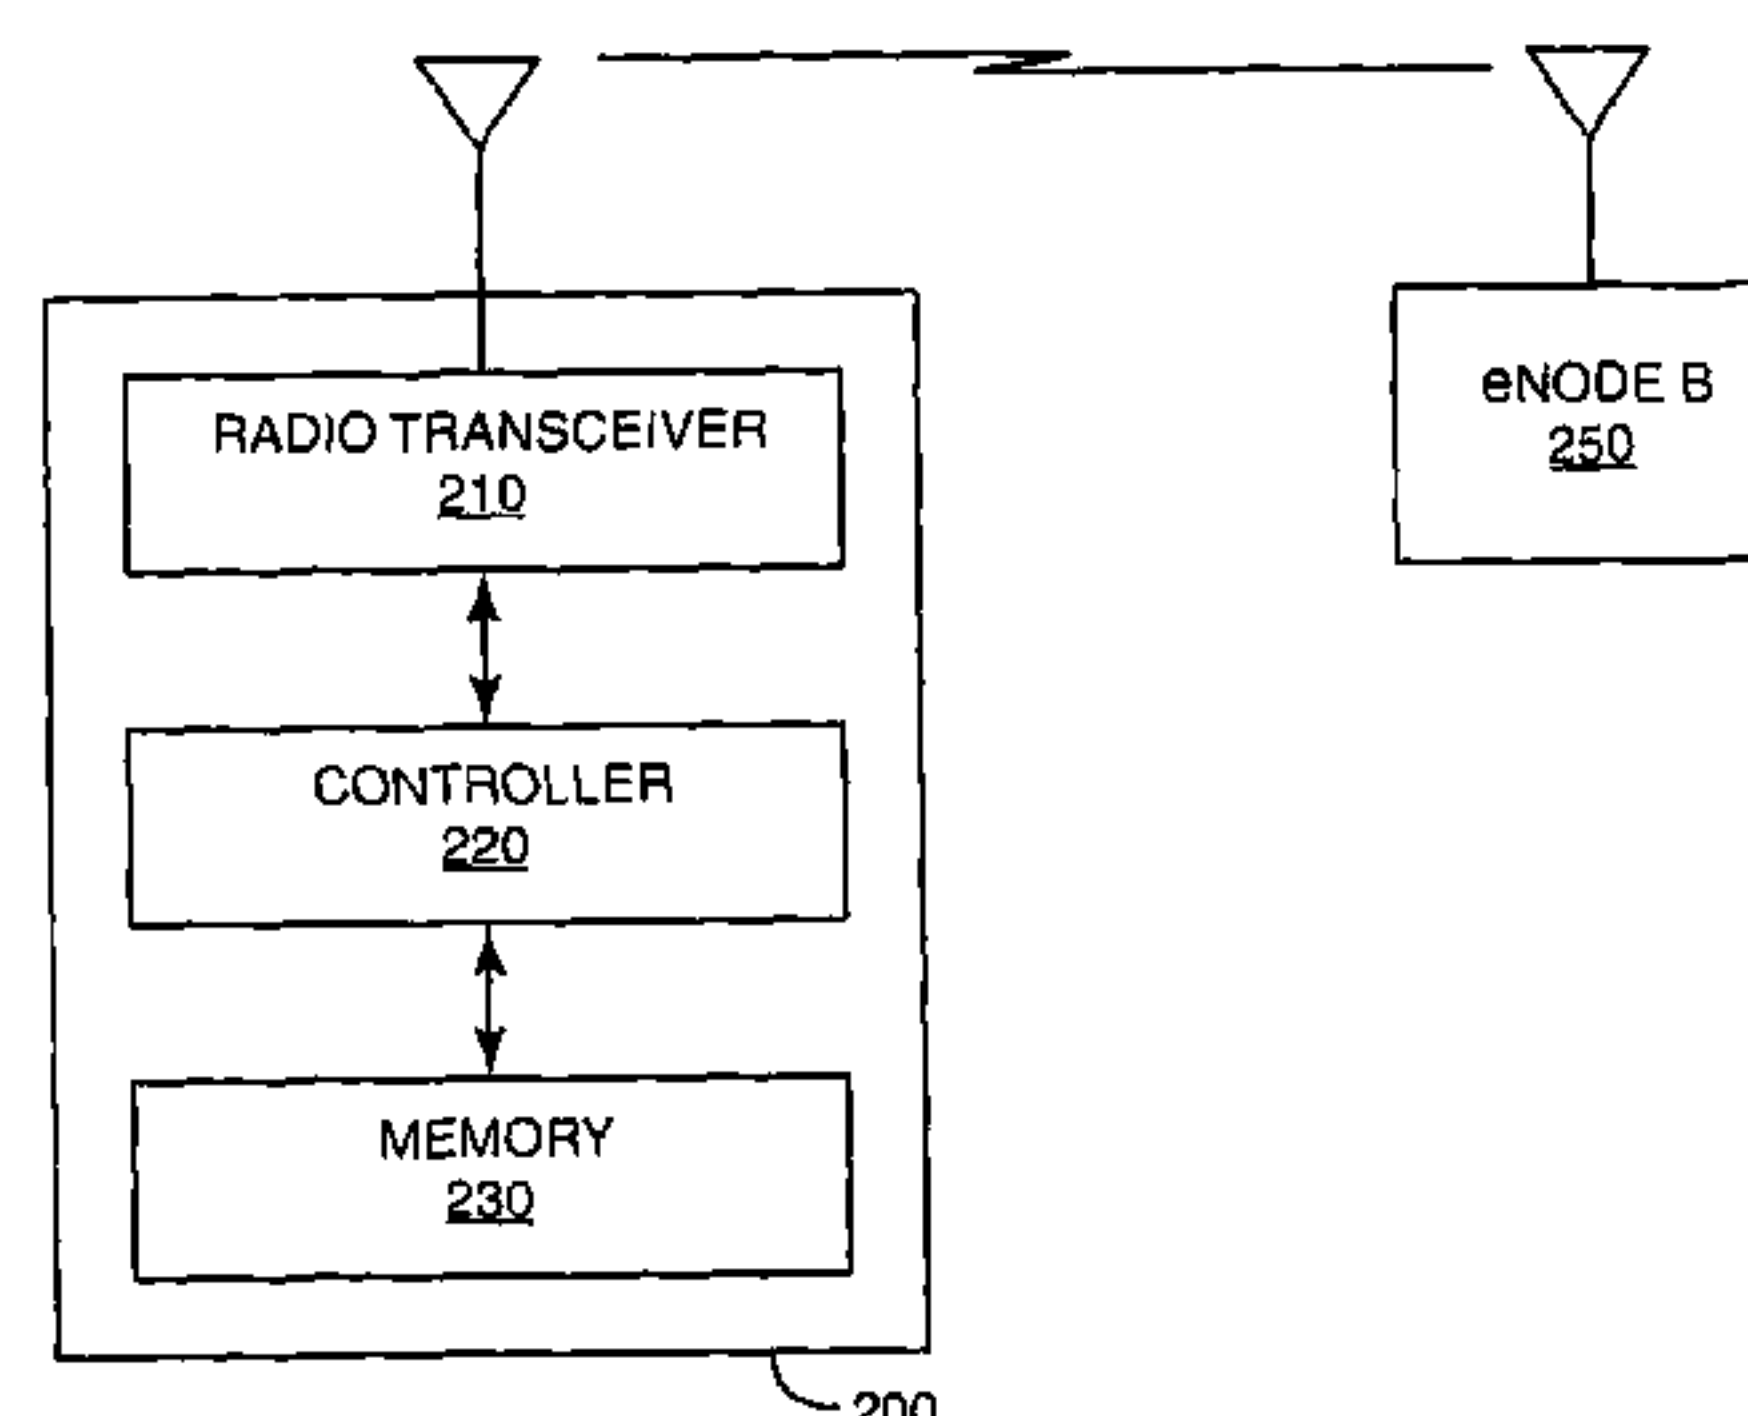 RADIO TRANSCEIVER
210
eNODE B
250
CONTROLLER
220
MEMORY
230
200